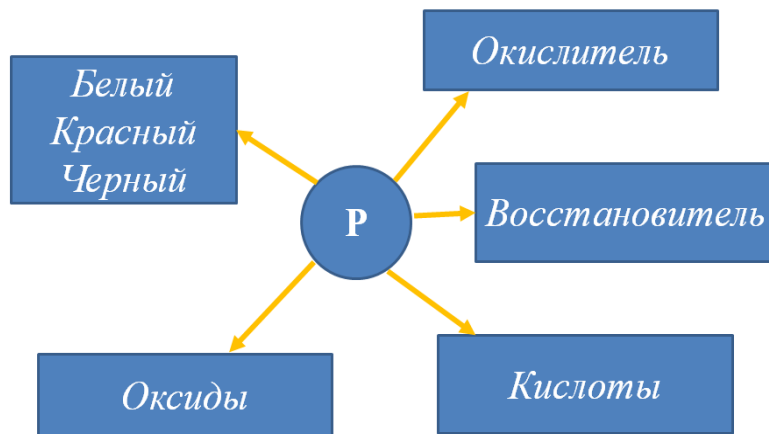 Белый
Красный
Черный
Окислитель
Р
Восстановитель
Оксиды
Кислоты